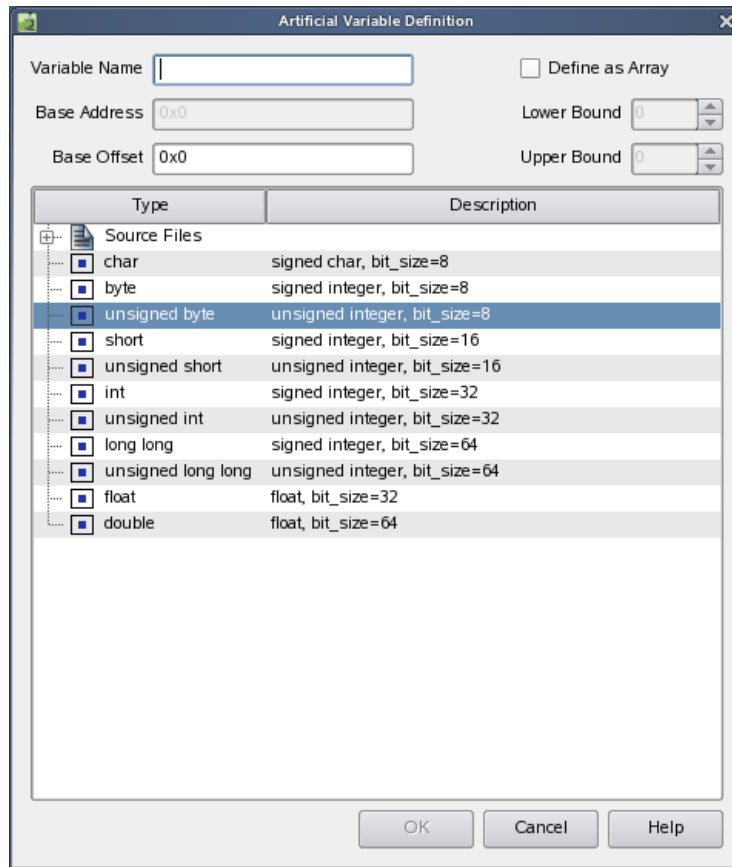 Artificial Variable Definition
Variable Name
Define as Array
Base Address 0x0
Lower Bound 0
Base Offset 0x0
Upper Bound 0
Type Description
Source Files
char signed char, bit_size=8
byte signed integer, bit_size=8
unsigned byte unsigned integer, bit_size=8
short signed integer, bit_size=16
unsigned short unsigned integer, bit_size=16
int signed integer, bit_size=32
unsigned int unsigned integer, bit_size=32
long long signed integer, bit_size=64
unsigned long long unsigned integer, bit_size=64
float float, bit_size=32
double float, bit_size=64
OK Cancel Help